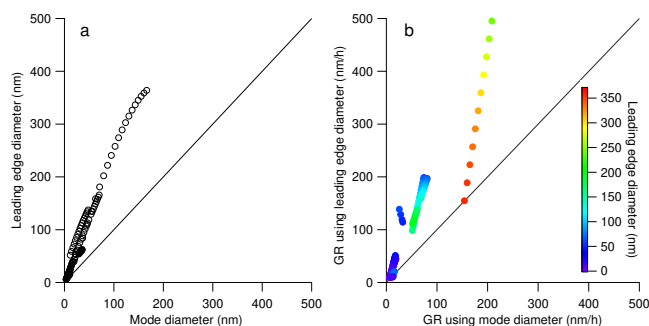 a
500
400
300
200
100
0
Leading edge diameter (nm)
0 100 200 300 400 500
Mode diameter (nm)
b
500
400
300
200
100
0
GR using leading edge diameter (nm/h)
0 100 200 300 400 500
GR using mode diameter (nm/h)
350
300
250
200
150
100
50
0
Leading edge diameter (nm)